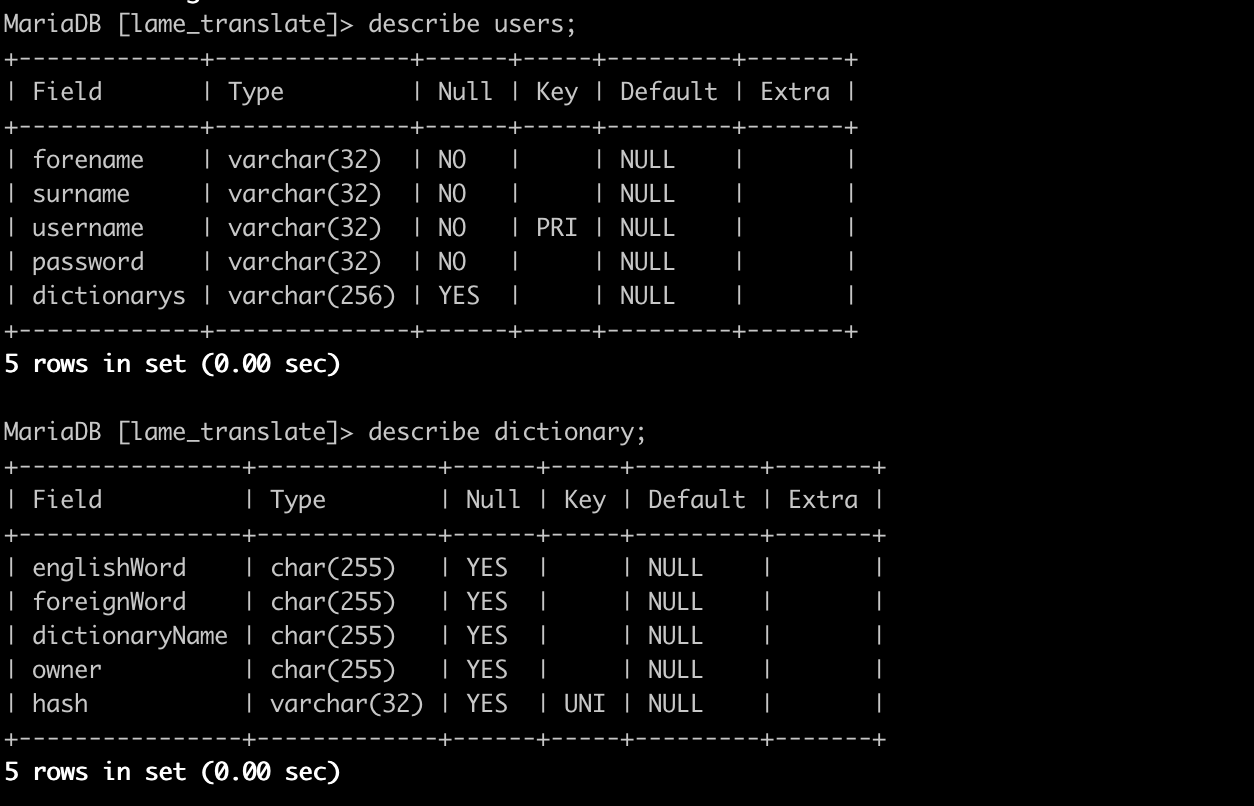 MariaDB [lame_translate]> describe users;
+-------------+--------------+------+-----+---------+-------+
| Field       | Type         | Null | Key | Default | Extra |
+-------------+--------------+------+-----+---------+-------+
| forename    | varchar(32)  | NO   |     | NULL    |       |
| surname     | varchar(32)  | NO   |     | NULL    |       |
| username    | varchar(32)  | NO   | PRI | NULL    |       |
| password    | varchar(32)  | NO   |     | NULL    |       |
| dictionarys | varchar(256) | YES  |     | NULL    |       |
+-------------+--------------+------+-----+---------+-------+
5 rows in set (0.00 sec)

MariaDB [lame_translate]> describe dictionary;
+----------------+-------------+------+-----+---------+-------+
| Field          | Type        | Null | Key | Default | Extra |
+----------------+-------------+------+-----+---------+-------+
| englishWord    | char(255)   | YES  |     | NULL    |       |
| foreignWord    | char(255)   | YES  |     | NULL    |       |
| dictionaryName | char(255)   | YES  |     | NULL    |       |
| owner          | char(255)   | YES  |     | NULL    |       |
| hash           | varchar(32) | YES  | UNI | NULL    |       |
+----------------+-------------+------+-----+---------+-------+
5 rows in set (0.00 sec)